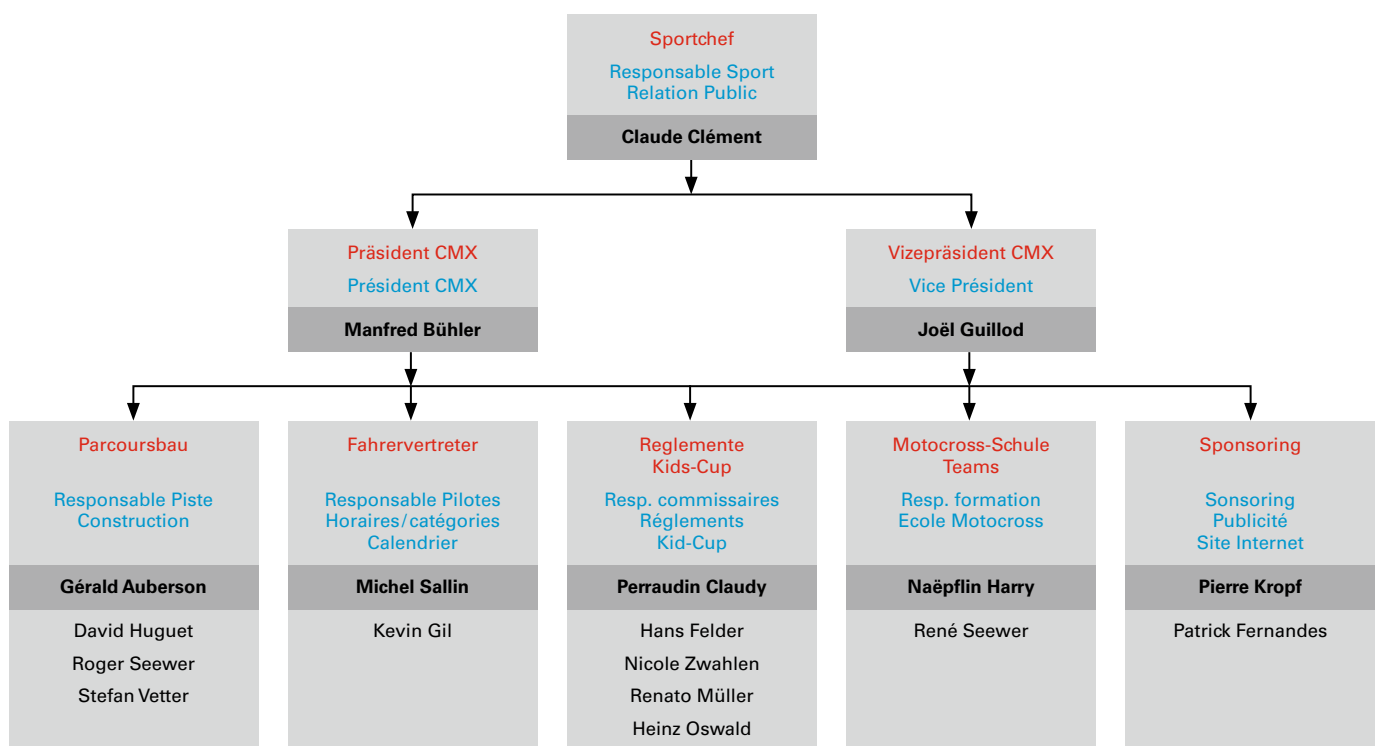 Sportchef
Responsable Sport
Relation Public
Claude Clément
Präsident CMX
Président CMX
Manfred Bühler
Vizepräsident CMX
Vice Président
Joël Guillod
Parcoursbau
Responsable Piste
Construction
Gérald Auberson
David Huguet
Roger Seewer
Stefan Vetter
Fahrervertreter
Responsable Pilotes
Horaires/catégories
Calendrier
Michel Sallin
Kevin Gil
Reglemente
Kids-Cup
Resp. commissaires
Réglements
Kid-Cup
Perraudin Claudy
Hans Felder
Nicole Zwahlen
Renato Müller
Heinz Oswald
Motocross-Schule
Teams
Resp. formation
Ecole Motocross
Naëpflin Harry
René Seewer
Sponsoring
Sonsoring
Publicité
Site Internet
Pierre Kropf
Patrick Fernandes